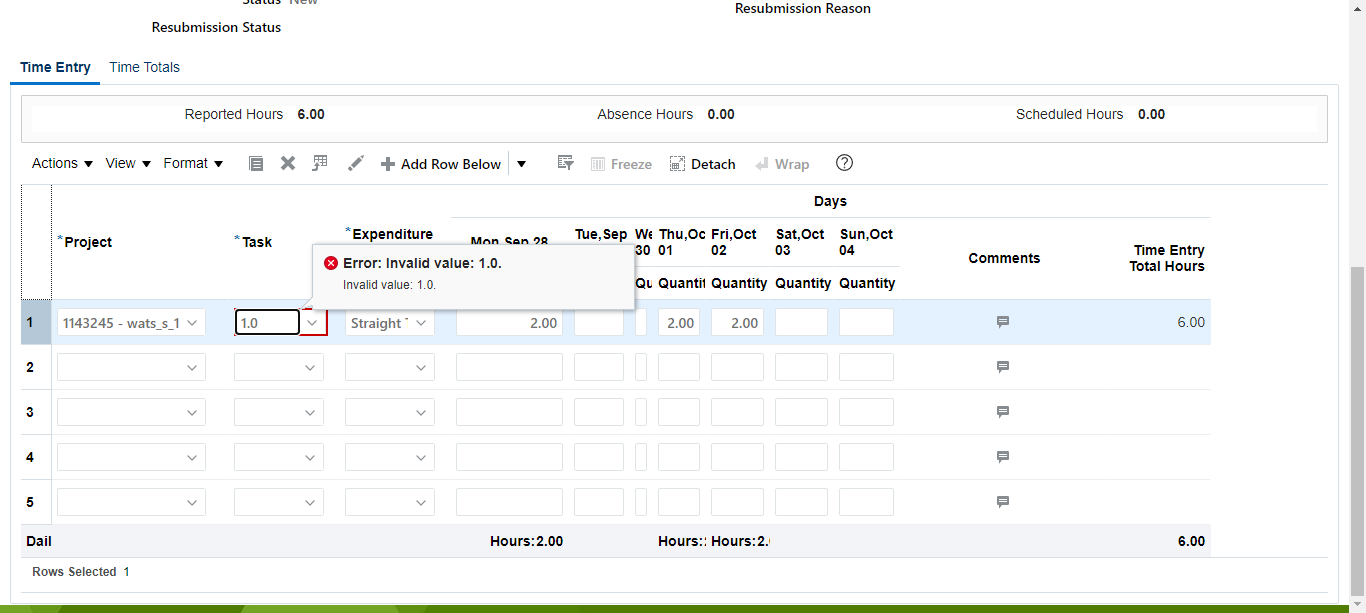 Status New
Resubmission Reason
Resubmission Status
Time Entry Time Totals
Reported Hours 6.00 Absence Hours 0.00 Scheduled Hours 0.00
Actions View Format Add Row Below Freeze Detach Wrap
Days
*Project *Task *Expenditure Mon,Sep 28 Tue,Sep We 30 Thu,Oc 01 Fri,Oct 02 Sat,Oct 03 Sun,Oct 04 Comments Time Entry Total Hours
Error: Invalid value: 1.0.
Invalid value: 1.0.
Qu Quantit Quantity Quantity Quantity
1 1143245 - wats_s_1 1.0 Straight 2.00 2.00 2.00 6.00
2
3
4
5
Dail Hours:2.00 Hours: Hours:2. 6.00
Rows Selected 1